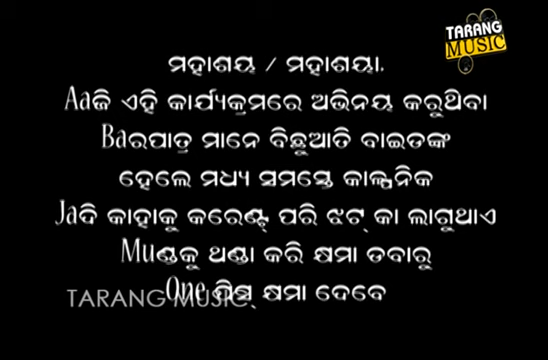 TARANG
MUSIC
ମହାଶୟ / ମହାଶୟା.
Aaଜି ଏହି କାର୍ଯ୍ୟକ୍ରମରେ ଅଭିନୟ କରୁଥିବା
Baରପାତ୍ର ମାନେ ବିଛୁଆତି ବାଇଡଙ୍କ
ହେଲେ ମଧ୍ୟ ସମସ୍ତେ କାଳ୍ପନିକ
Jaଦି କାହାକୁ କରେଣ୍ଟ୍ ପରି ଝଟ୍ କା ଲାଗୁଥାଏ
Muଣ୍ଡକୁ ଥଣ୍ଡା କରି କ୍ଷମା ଡବାରୁ
One ପିସ୍ କ୍ଷମା ଦେବେ
TARANG MUSIC